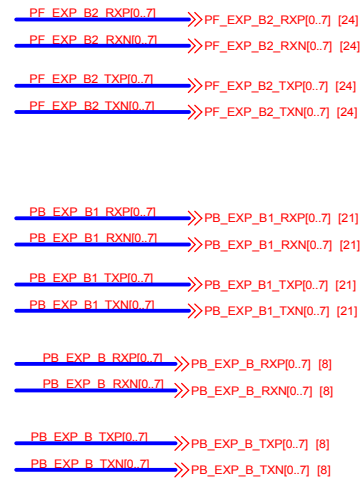 PF_EXP_B2_RXP[0..7] PF_EXP_B2_RXP[0..7] [24]
PF_EXP_B2_RXN[0..7] PF_EXP_B2_RXN[0..7] [24]
PF_EXP_B2_TXP[0..7] PF_EXP_B2_TXP[0..7] [24]
PF_EXP_B2_TXN[0..7] PF_EXP_B2_TXN[0..7] [24]
PB_EXP_B1_RXP[0..7] PB_EXP_B1_RXP[0..7] [21]
PB_EXP_B1_RXN[0..7] PB_EXP_B1_RXN[0..7] [21]
PB_EXP_B1_TXP[0..7] PB_EXP_B1_TXP[0..7] [21]
PB_EXP_B1_TXN[0..7] PB_EXP_B1_TXN[0..7] [21]
PB_EXP_B_RXP[0..7] PB_EXP_B_RXP[0..7] [8]
PB_EXP_B_RXN[0..7] PB_EXP_B_RXN[0..7] [8]
PB_EXP_B_TXP[0..7] PB_EXP_B_TXP[0..7] [8]
PB_EXP_B_TXN[0..7] PB_EXP_B_TXN[0..7] [8]